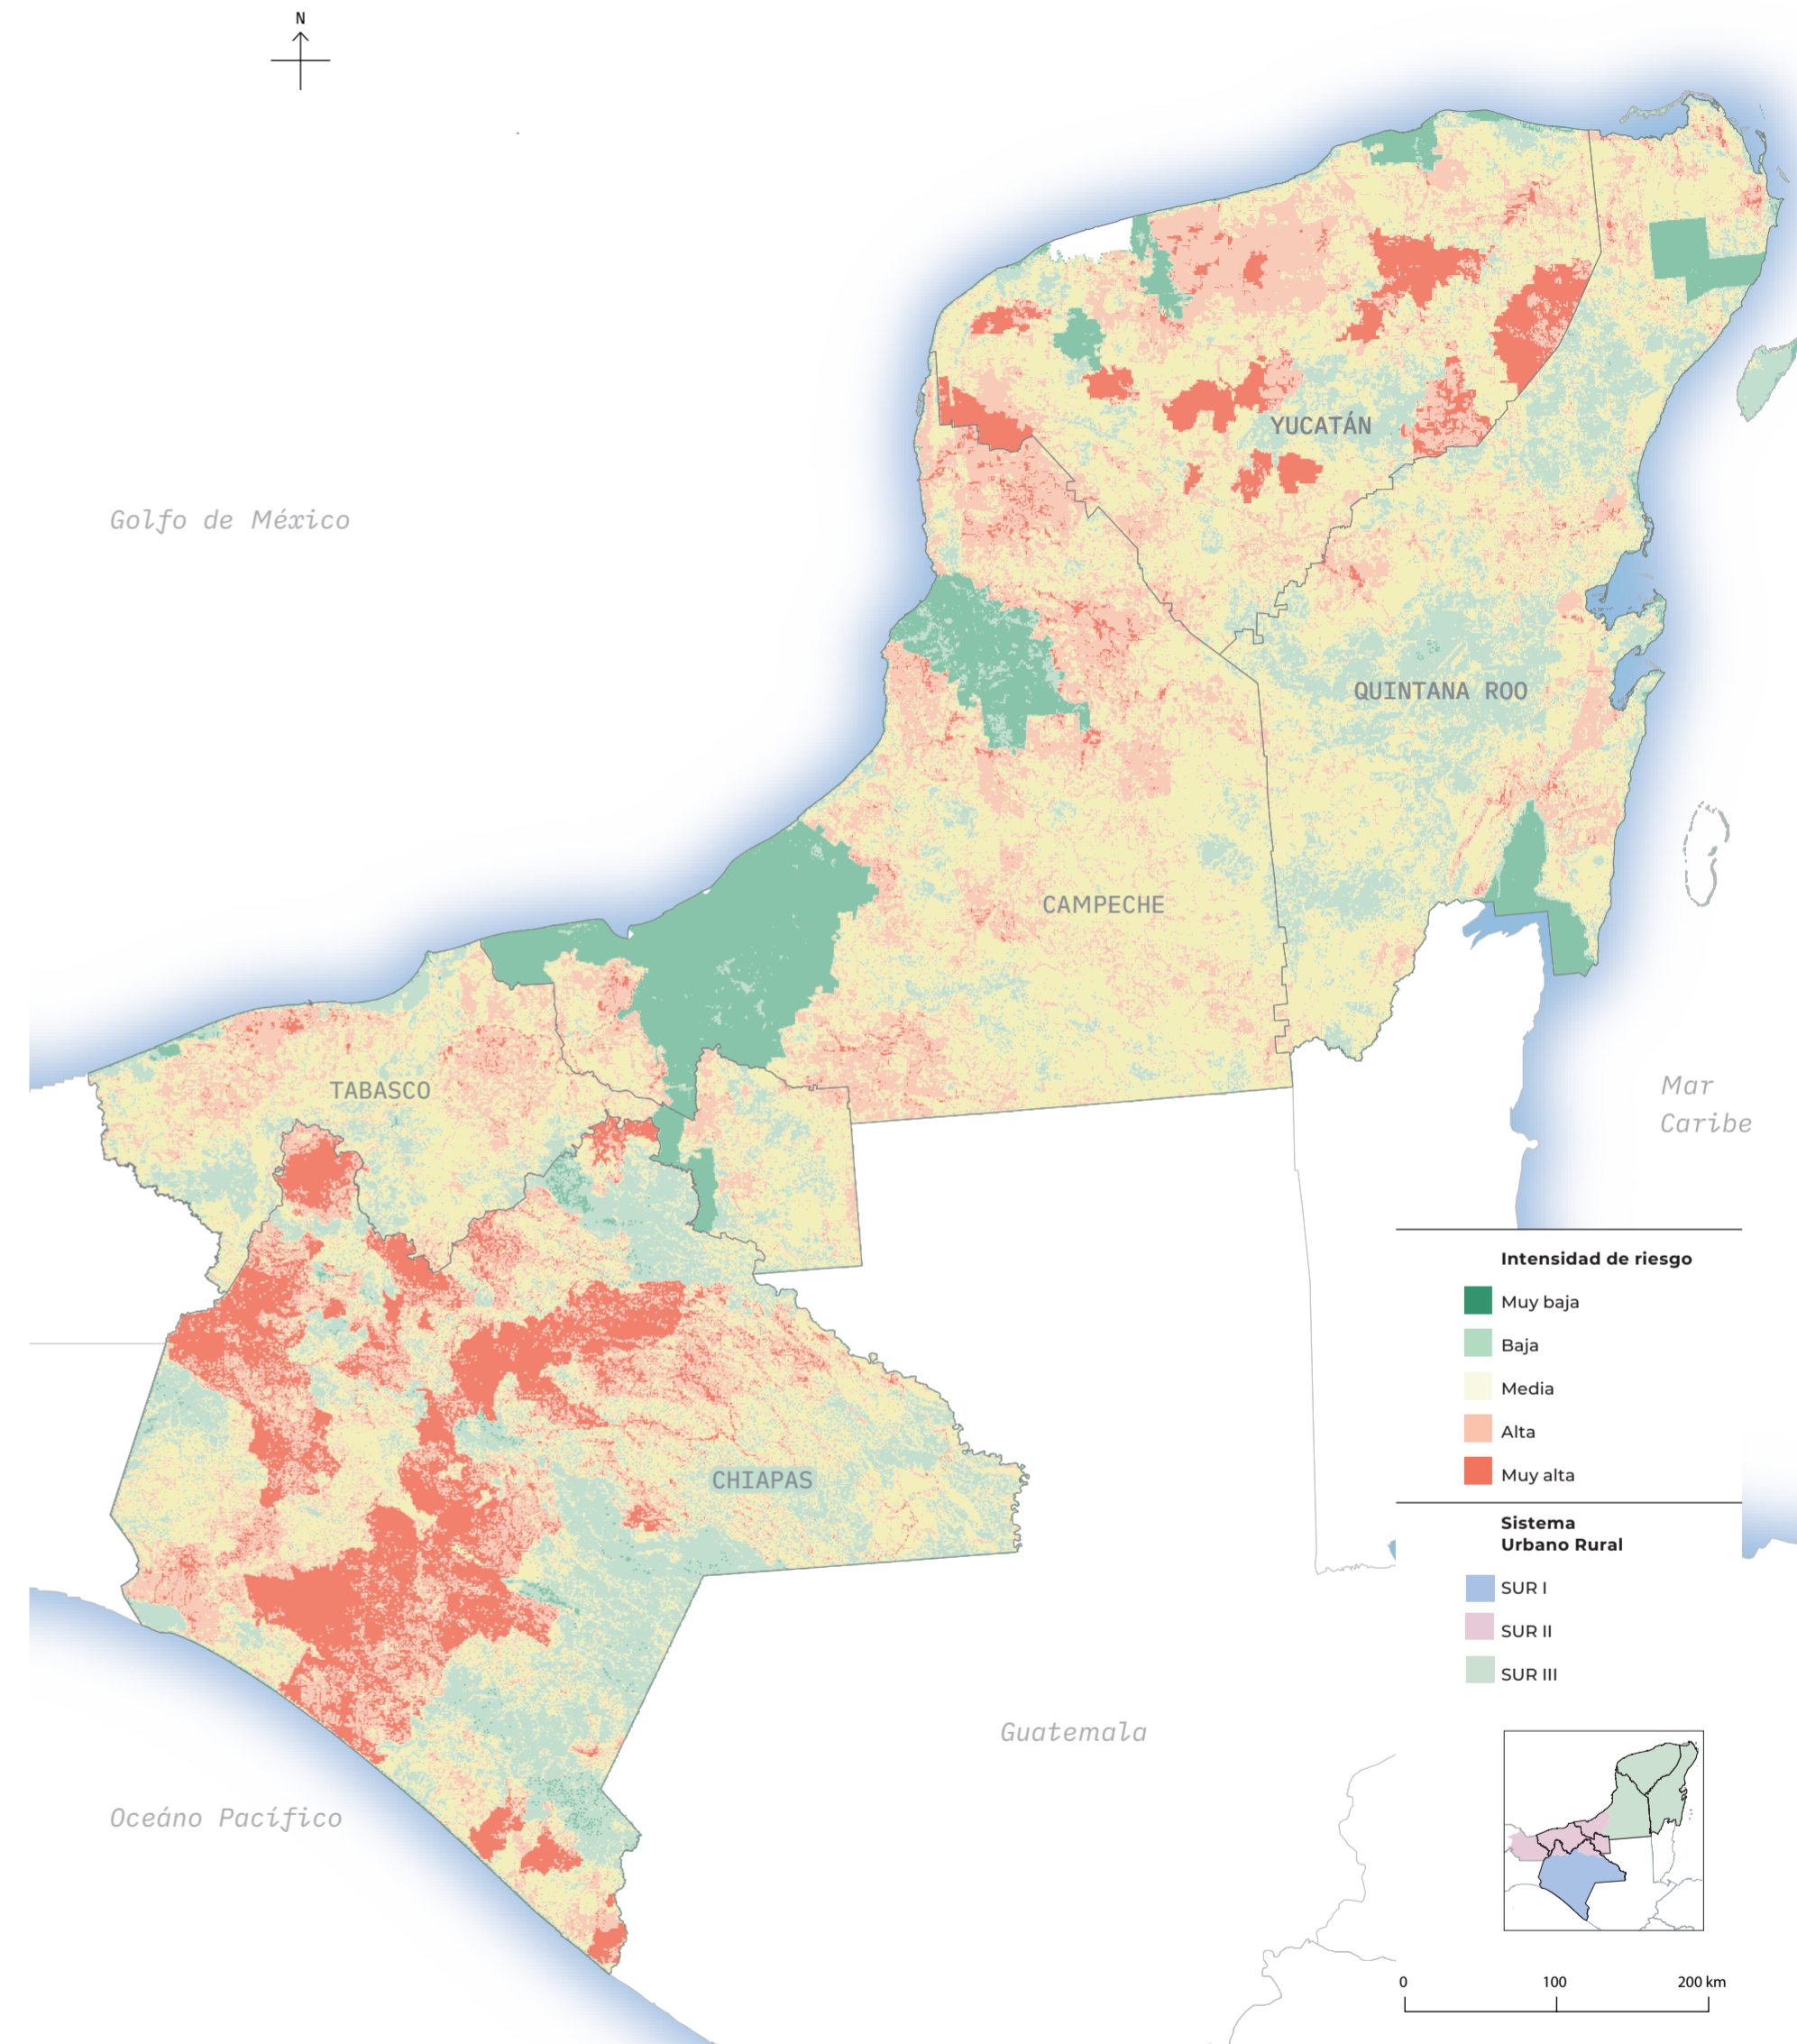 N
Golfo de México
YUCATÁN
QUINTANA ROO
CAMPECHE
TABASCO
Mar
Caribe
CHIAPAS
Guatemala
Oceáno Pacífico
Intensidad de riesgo
Muy baja
Baja
Media
Alta
Muy alta
Sistema
Urbano Rural
SUR I
SUR II
SUR III
0 100 200 km